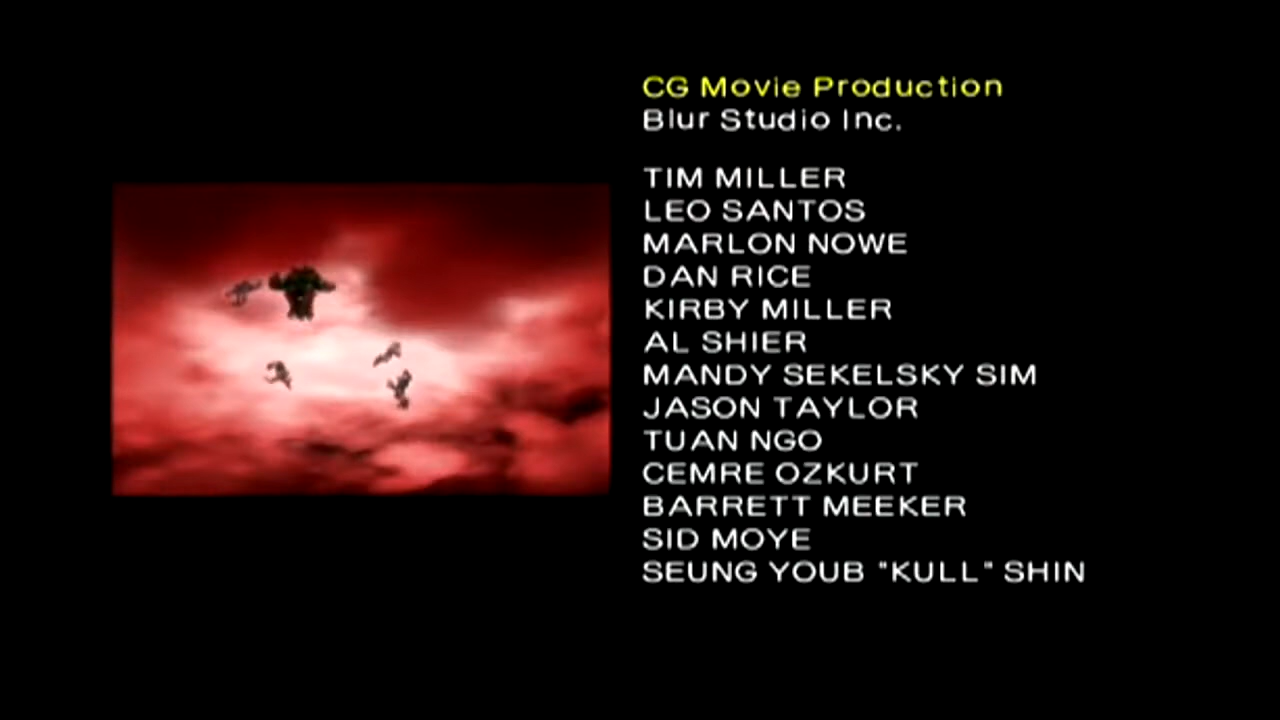 CG Movie Production
Blur Studio Inc.
TIM MILLER
LEO SANTOS
MARLON NOWE
DAN RICE
KIRBY MILLER
AL SHIER
MANDY SEKELSKY SIM
JASON TAYLOR
TUAN NGO
CEMRE OZKURT
BARRETT MEEKER
SID MOYE
SEUNG YOUB "KULL" SHIN